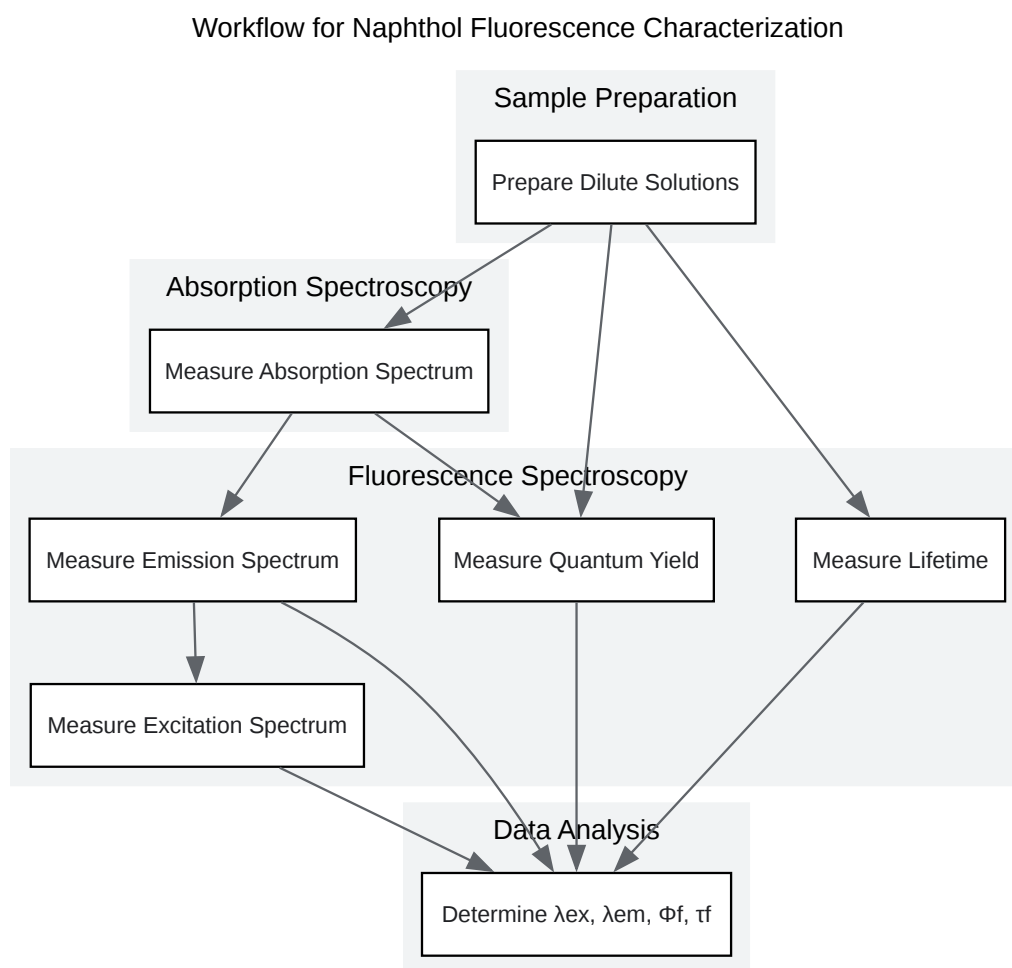 Workflow for Naphthol Fluorescence Characterization
Sample Preparation
Prepare Dilute Solutions
Absorption Spectroscopy
Measure Absorption Spectrum
Fluorescence Spectroscopy
Measure Emission Spectrum
Measure Quantum Yield
Measure Lifetime
Measure Excitation Spectrum
Data Analysis
Determine λex, λem, Φf, τf